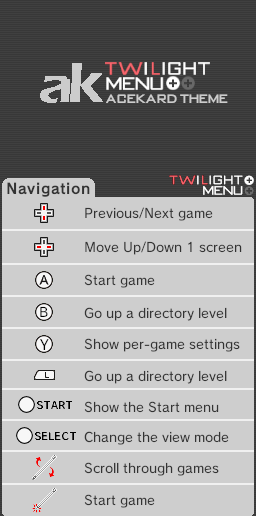 ak
TWiLIGHT
MENU++
ACEKARD THEME
TWiLIGHT
MENU++
Navigation
Previous/Next game
Move Up/Down 1 screen
A Start game
B Go up a directory level
Y Show per-game settings
L Go up a directory level
START Show the Start menu
SELECT Change the view mode
Scroll through games
Start game